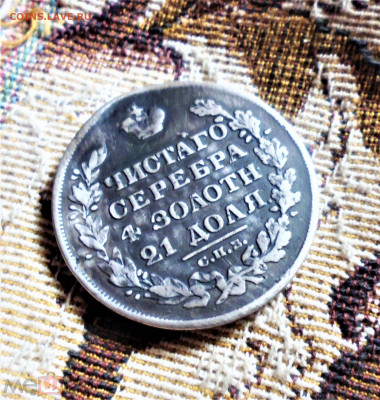 COINS.LAVE.RU
ЧИСТАГО
СЕРЕБРА
4 ЗОЛОТН
21 ДОЛЯ
С.П.Б.